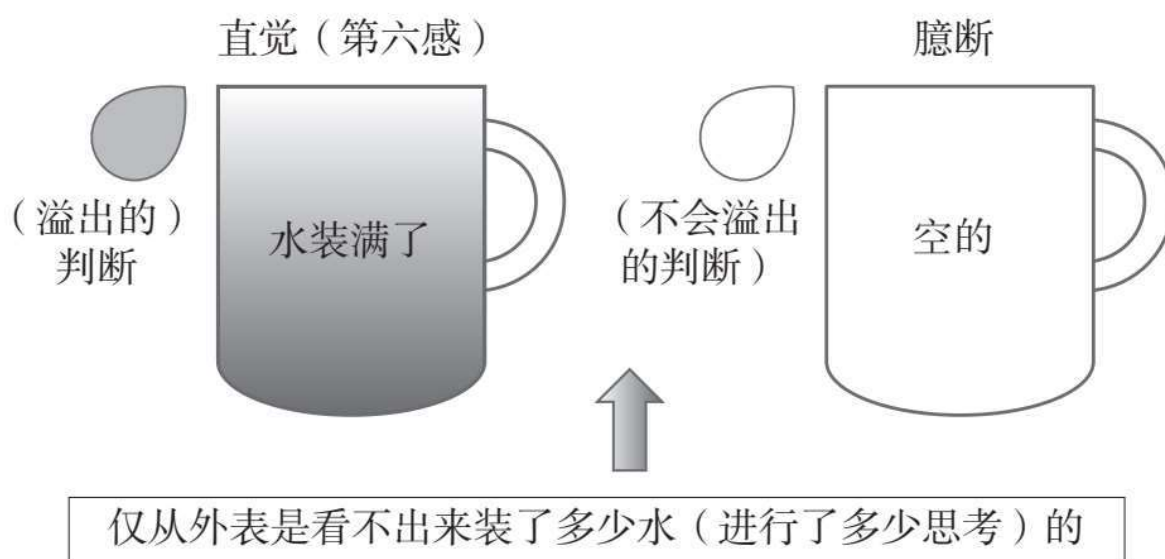 直觉（第六感）
臆断
（溢出的）
判断
水装满了
（不会溢出
的判断）
空的
仅从外表是看不出来装了多少水（进行了多少思考）的